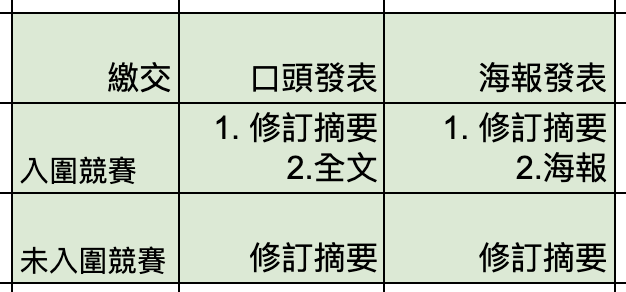 繳交 口頭發表 海報發表
1. 修訂摘要 1. 修訂摘要
入圍競賽 2.全文 2.海報
未入圍競賽 修訂摘要 修訂摘要